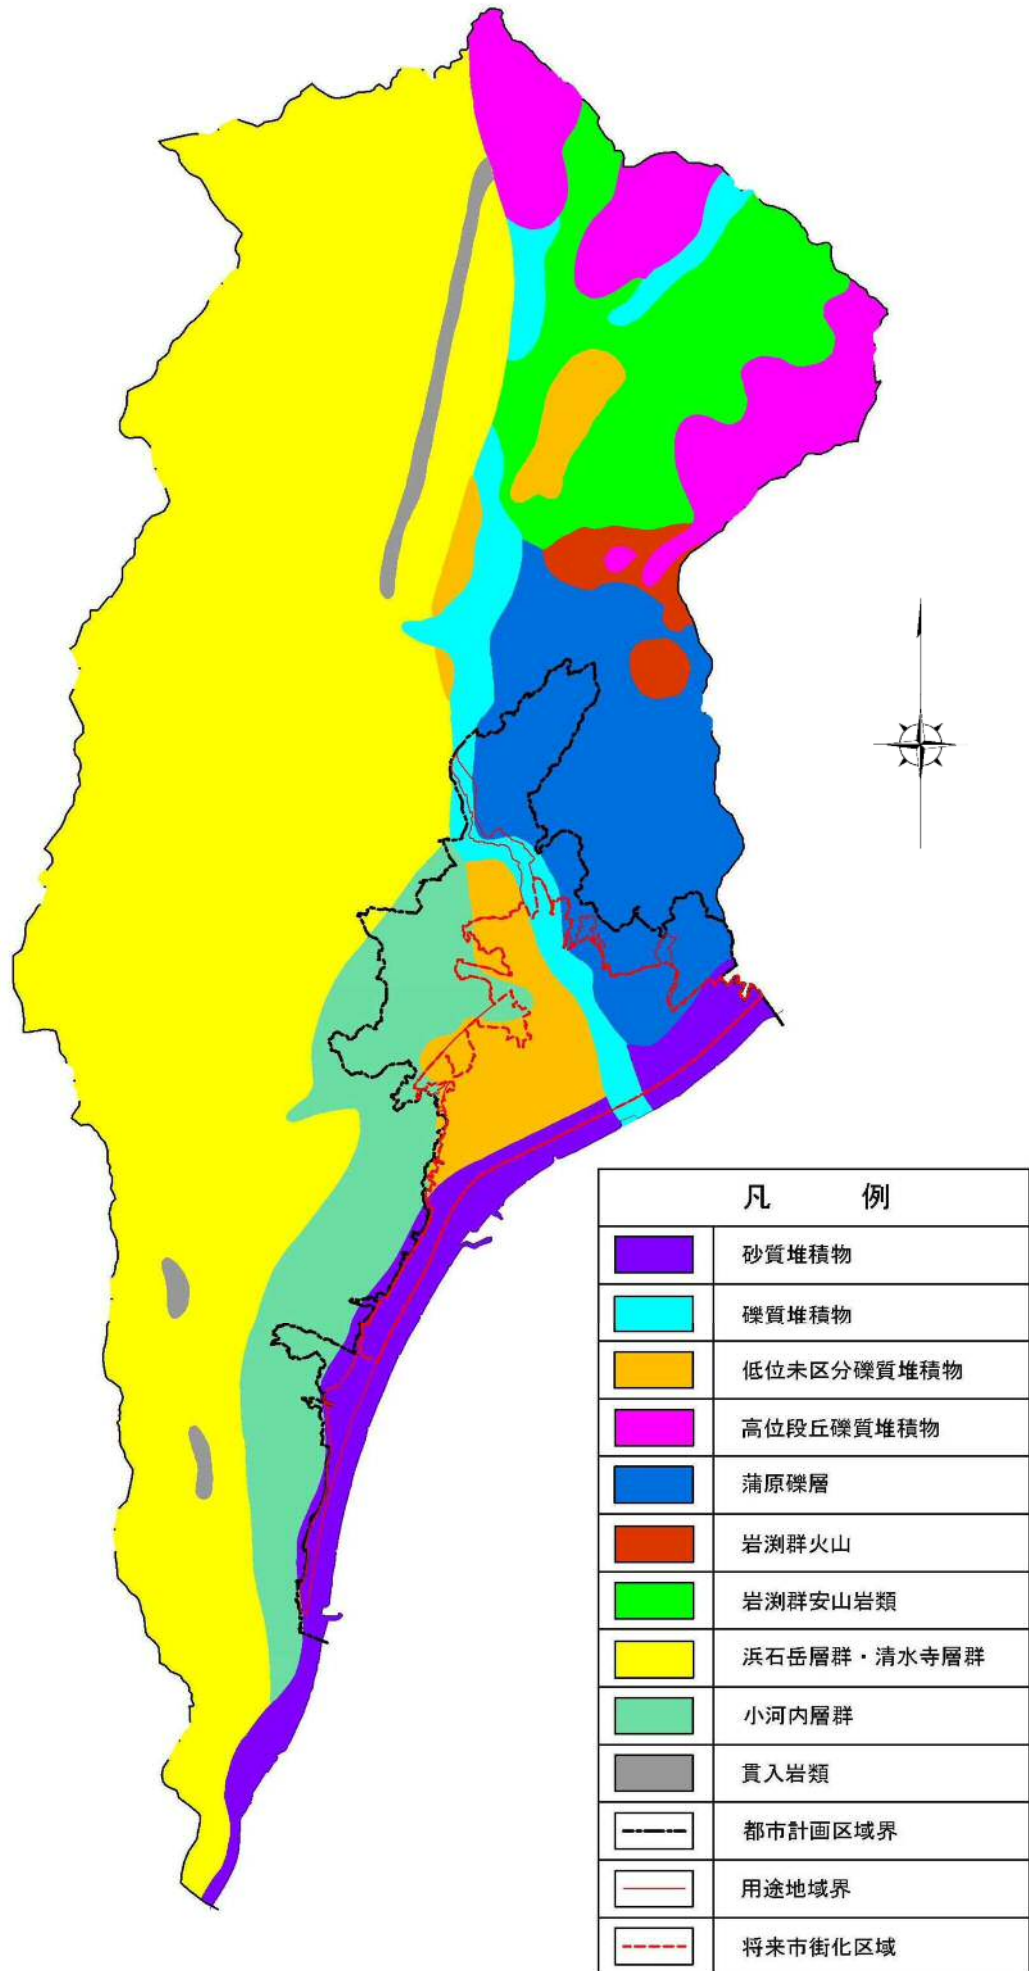 凡　例
砂質堆積物
礫質堆積物
低位未区分礫質堆積物
高位段丘礫質堆積物
蒲原礫層
岩渕群火山
岩渕群安山岩類
浜石岳層群・清水寺層群
小河内層群
貫入岩類
都市計画区域界
用途地域界
将来市街化区域